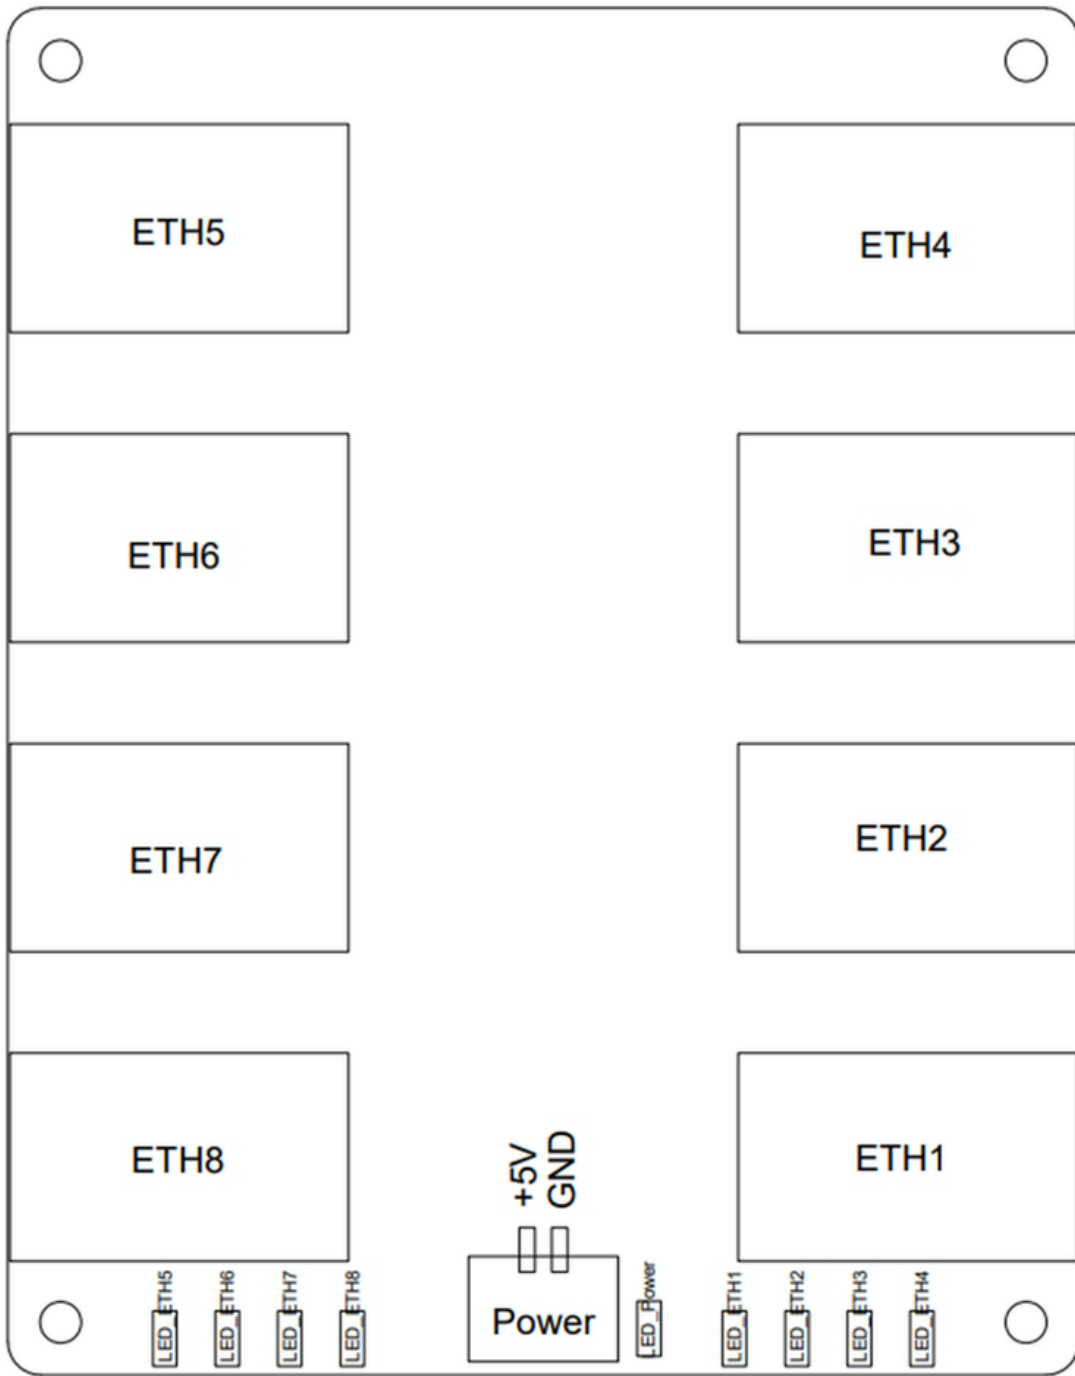 ETH5
ETH4
ETH6
ETH3
ETH7
ETH2
ETH8
ETH1
+5V
GND
LED_ETH5
LED_ETH6
LED_ETH7
LED_ETH8
Power
LED_Power
LED_ETH1
LED_ETH2
LED_ETH3
LED_ETH4